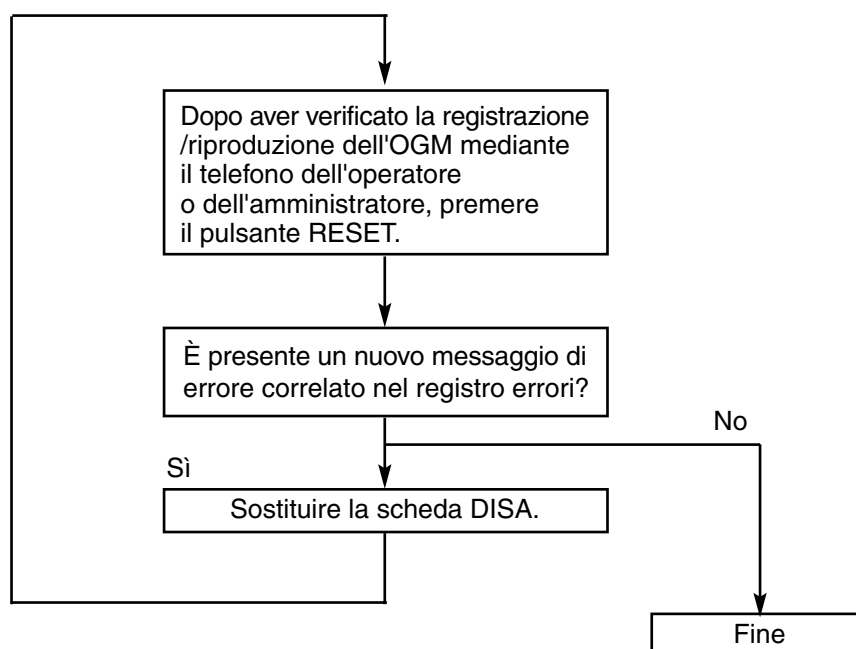 Dopo aver verificato la registrazione
/riproduzione dell'OGM mediante
il telefono dell'operatore
o dell'amministratore, premere
il pulsante RESET.
È presente un nuovo messaggio di
errore correlato nel registro errori?
No
Sì
Sostituire la scheda DISA.
Fine